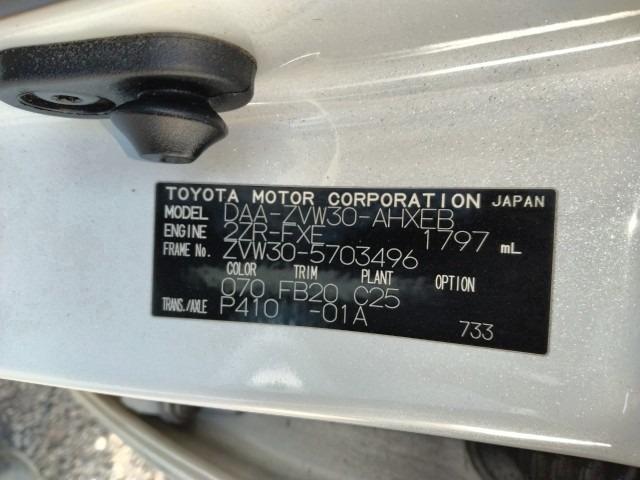 TOYOTA MOTOR CORPORATION JAPAN
MODEL DAA-ZVW30-AHXEB
ENGINE 2ZR-FXE 1797 mL
FRAME No. ZVW30-5703496
COLOR TRIM PLANT OPTION
070 FB20 C25
TRANS./AXLE P410 -01A
733